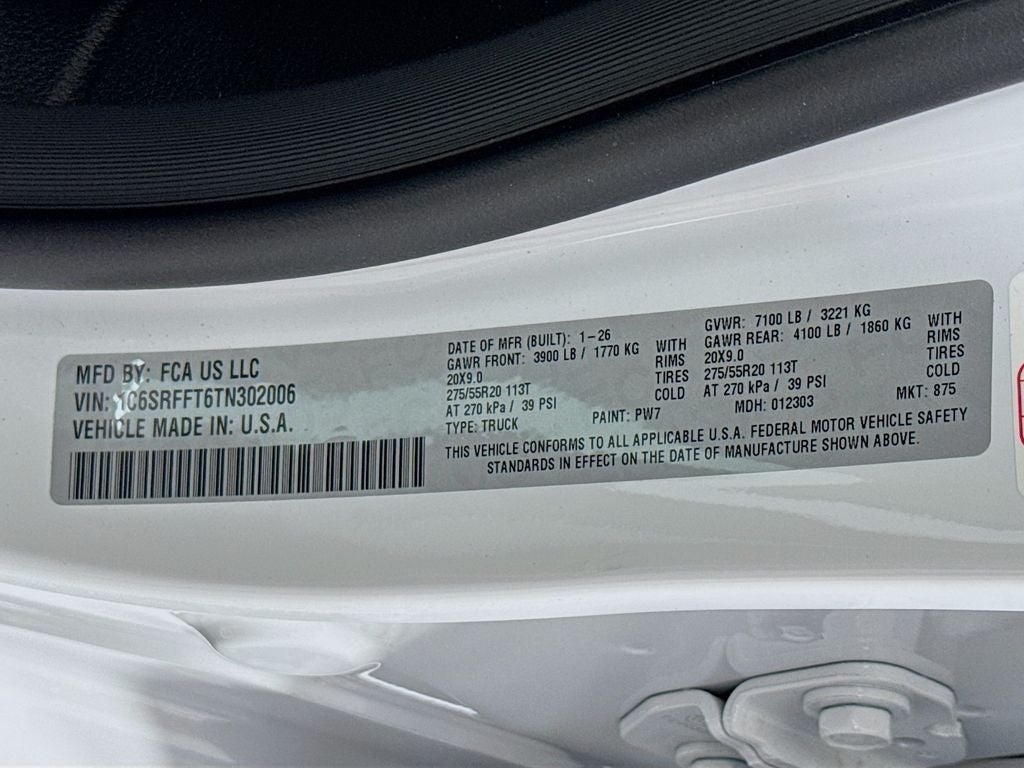 MFD BY: FCA US LLC
VIN: 1C6SRFFT6TN302006
VEHICLE MADE IN: U.S.A.
DATE OF MFR (BUILT): 1-26
GAWR FRONT: 3900 LB / 1770 KG WITH
20X9.0 RIMS
275/55R20 113T TIRES
AT 270 kPa / 39 PSI COLD
TYPE: TRUCK PAINT: PW7
GVWR: 7100 LB / 3221 KG
GAWR REAR: 4100 LB / 1860 KG WITH
20X9.0 RIMS
275/55R20 113T TIRES
AT 270 kPa / 39 PSI COLD
MDH: 012303 MKT: 875
THIS VEHICLE CONFORMS TO ALL APPLICABLE U.S.A. FEDERAL MOTOR VEHICLE SAFETY
STANDARDS IN EFFECT ON THE DATE OF MANUFACTURE SHOWN ABOVE.